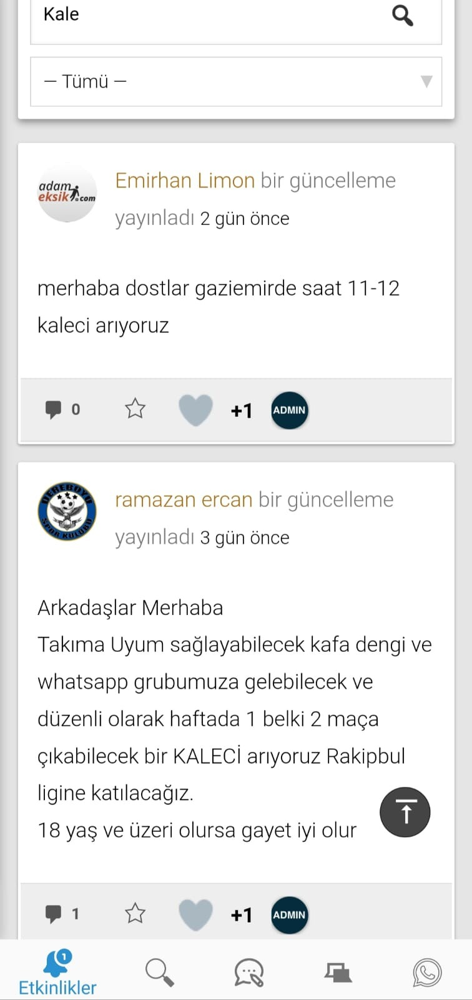 Kale
– Tümü –
adam
eksik.com
Emirhan Limon bir güncelleme
yayınladı 2 gün önce
merhaba dostlar gaziemirde saat 11-12
kaleci arıyoruz
0
+1
ADMIN
DEREBOYU
SPOR KULÜBÜ
ramazan ercan bir güncelleme
yayınladı 3 gün önce
Arkadaşlar Merhaba
Takıma Uyum sağlayabilecek kafa dengi ve
whatsapp grubumuza gelebilecek ve
düzenli olarak haftada 1 belki 2 maça
çıkabilecek bir KALECİ arıyoruz Rakipbul
ligine katılacağız.
18 yaş ve üzeri olursa gayet iyi olur
1
+1
ADMIN
1
Etkinlikler